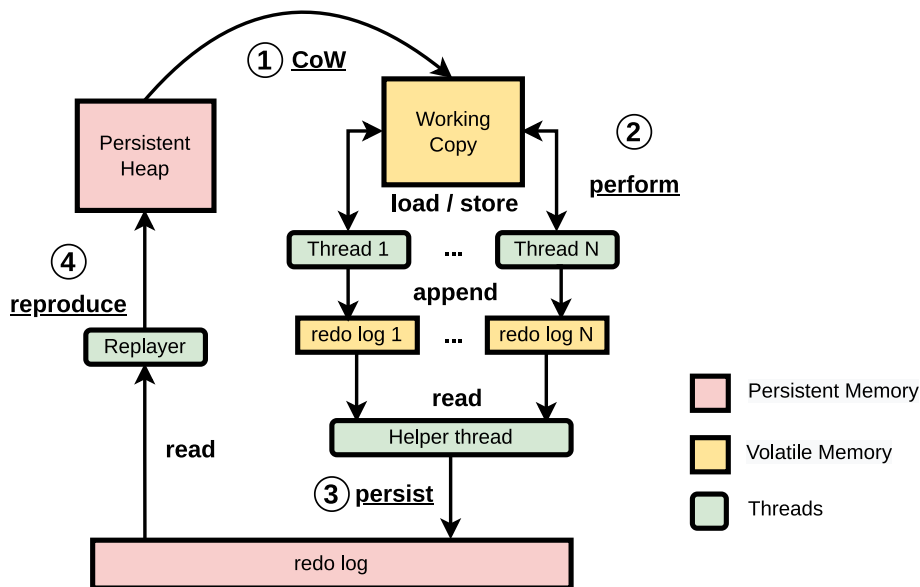 ① CoW
Persistent
Heap
Working
Copy
②
perform
load / store
Thread 1
...
Thread N
④
reproduce
append
Replayer
redo log 1
...
redo log N
read
read
Helper thread
③ persist
redo log
Persistent Memory
Volatile Memory
Threads